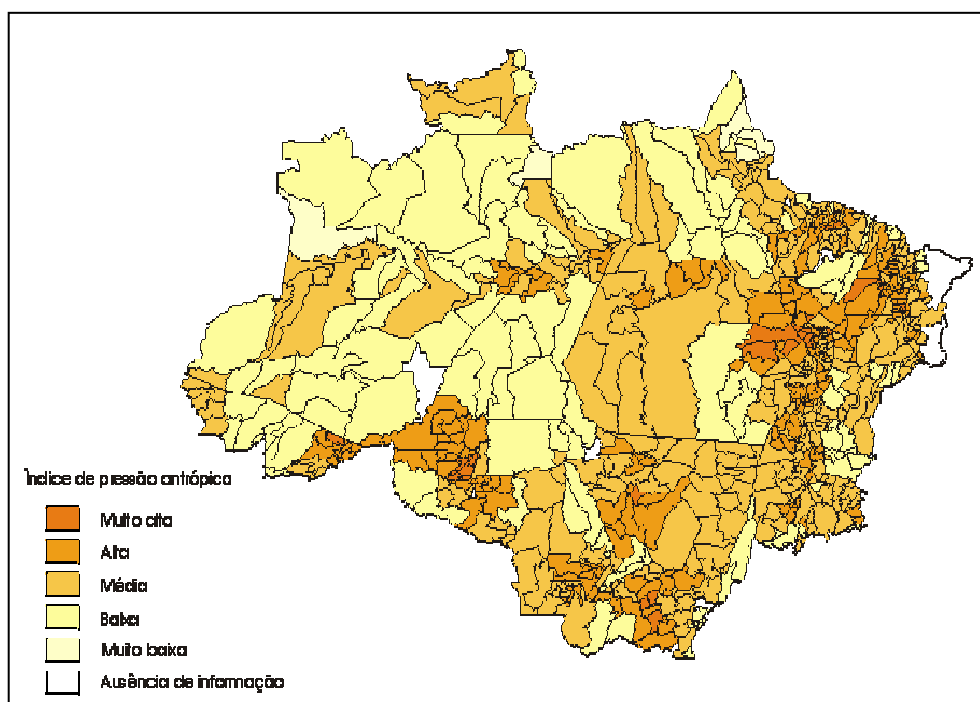 Índice de pressão antrópica
Muito alta
Alta
Média
Baixa
Muito baixa
Ausência de informação